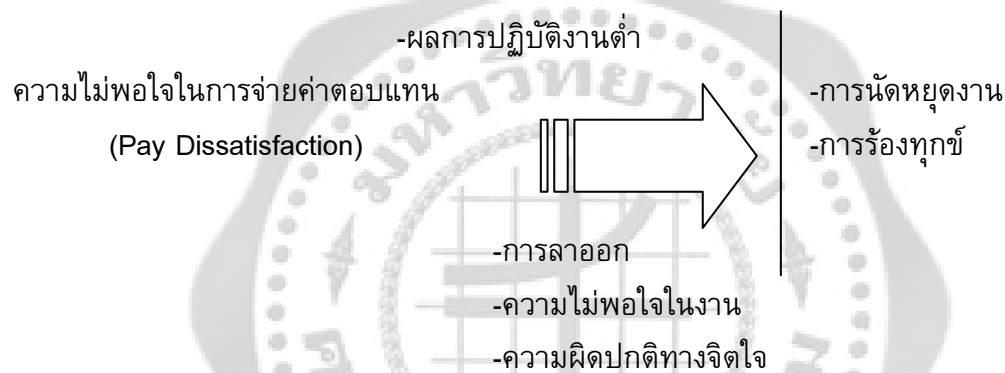 -ผลการปฏิบัติงานต่ำ
ความไม่พอใจในการจ่ายค่าตอบแทน
(Pay Dissatisfaction)
-การนัดหยุดงาน
-การร้องทุกข์
-การลาออก
-ความไม่พอใจในงาน
-ความผิดปกติทางจิตใจ